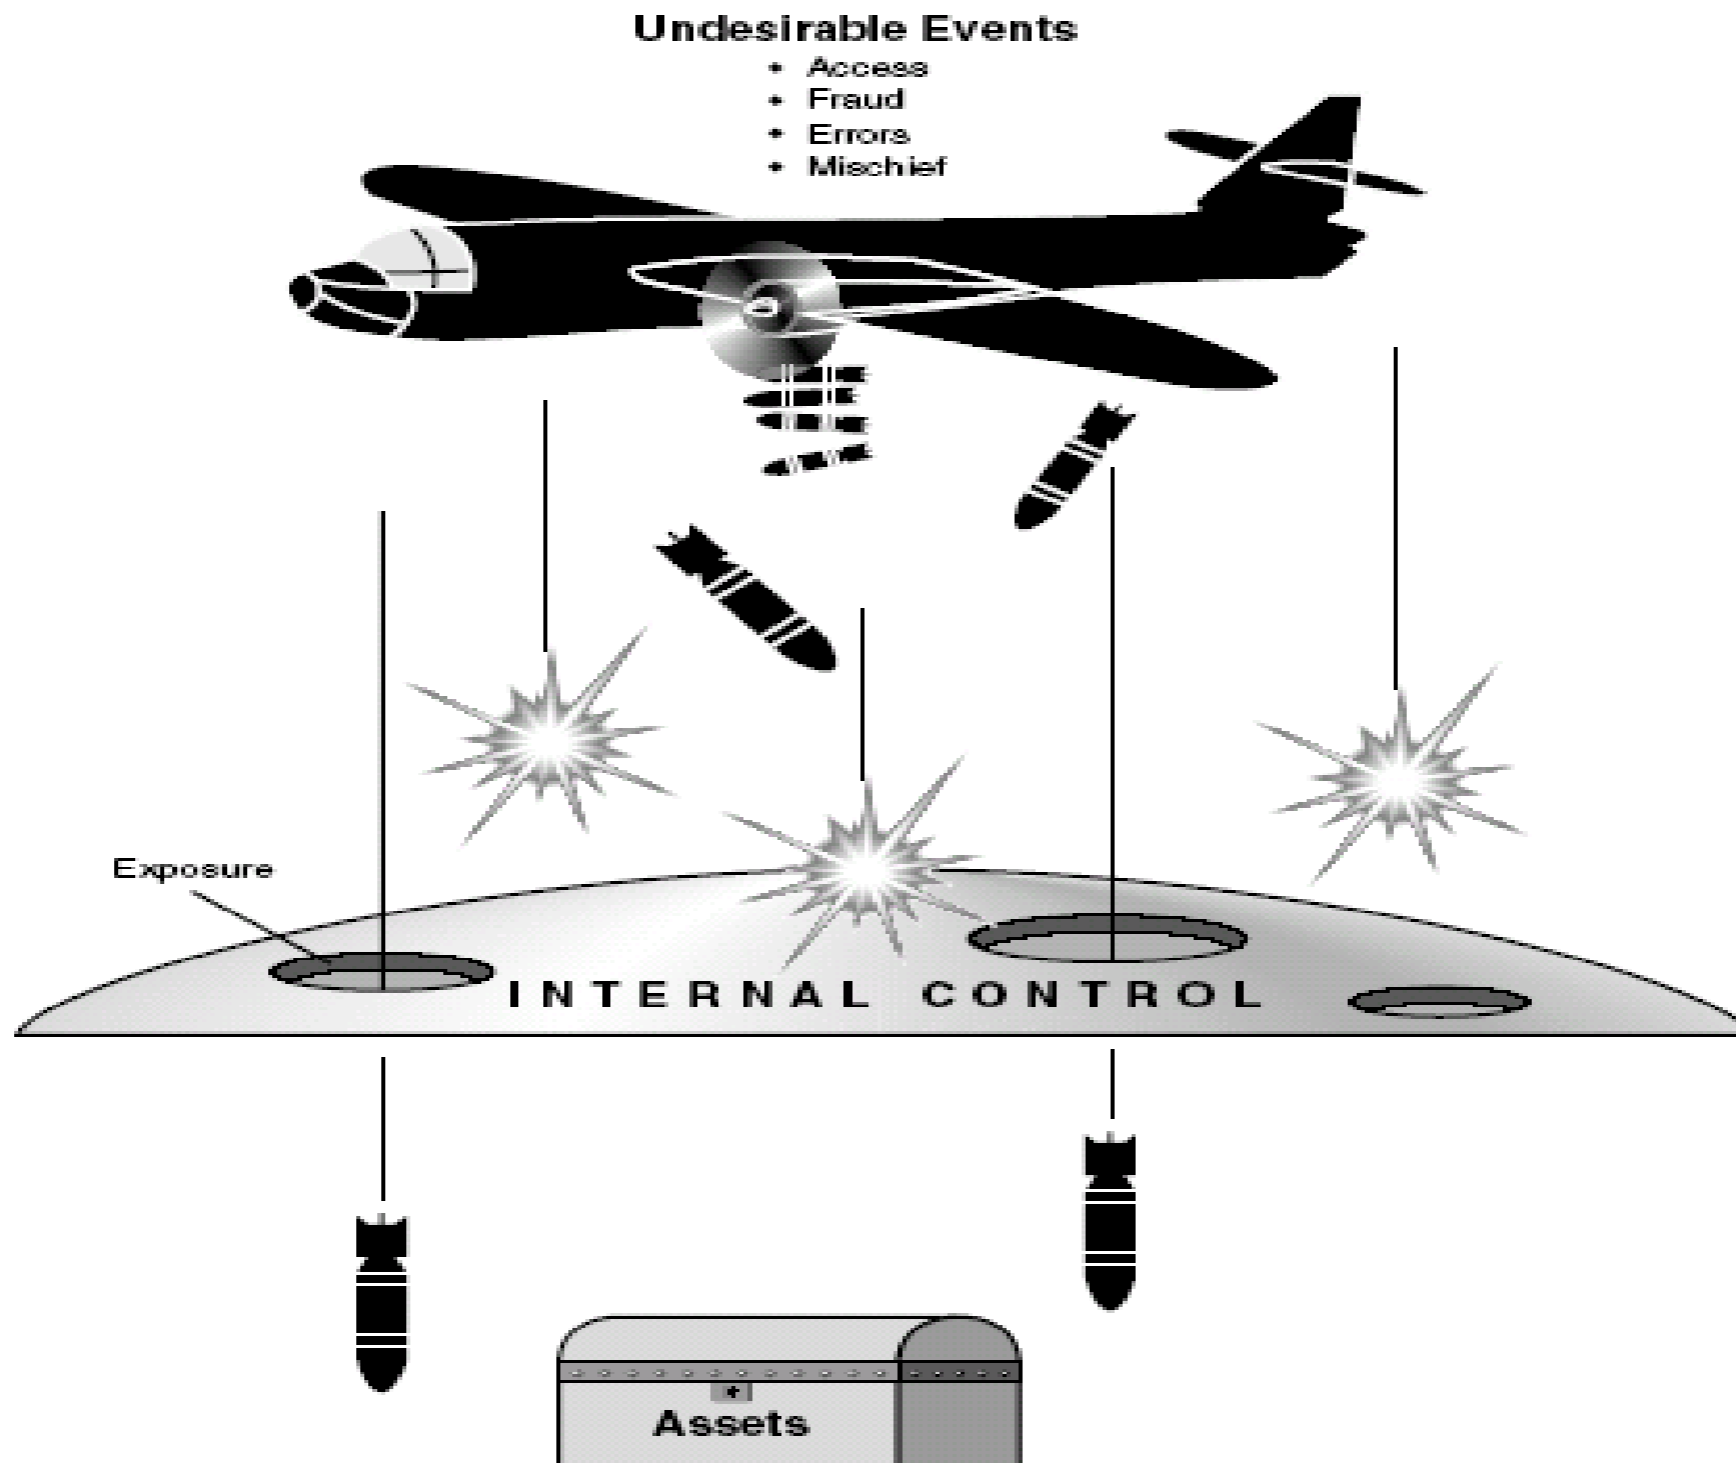 Undesirable Events
• Access
• Fraud
• Errors
• Mischief
Exposure
INTERNAL CONTROL
Assets